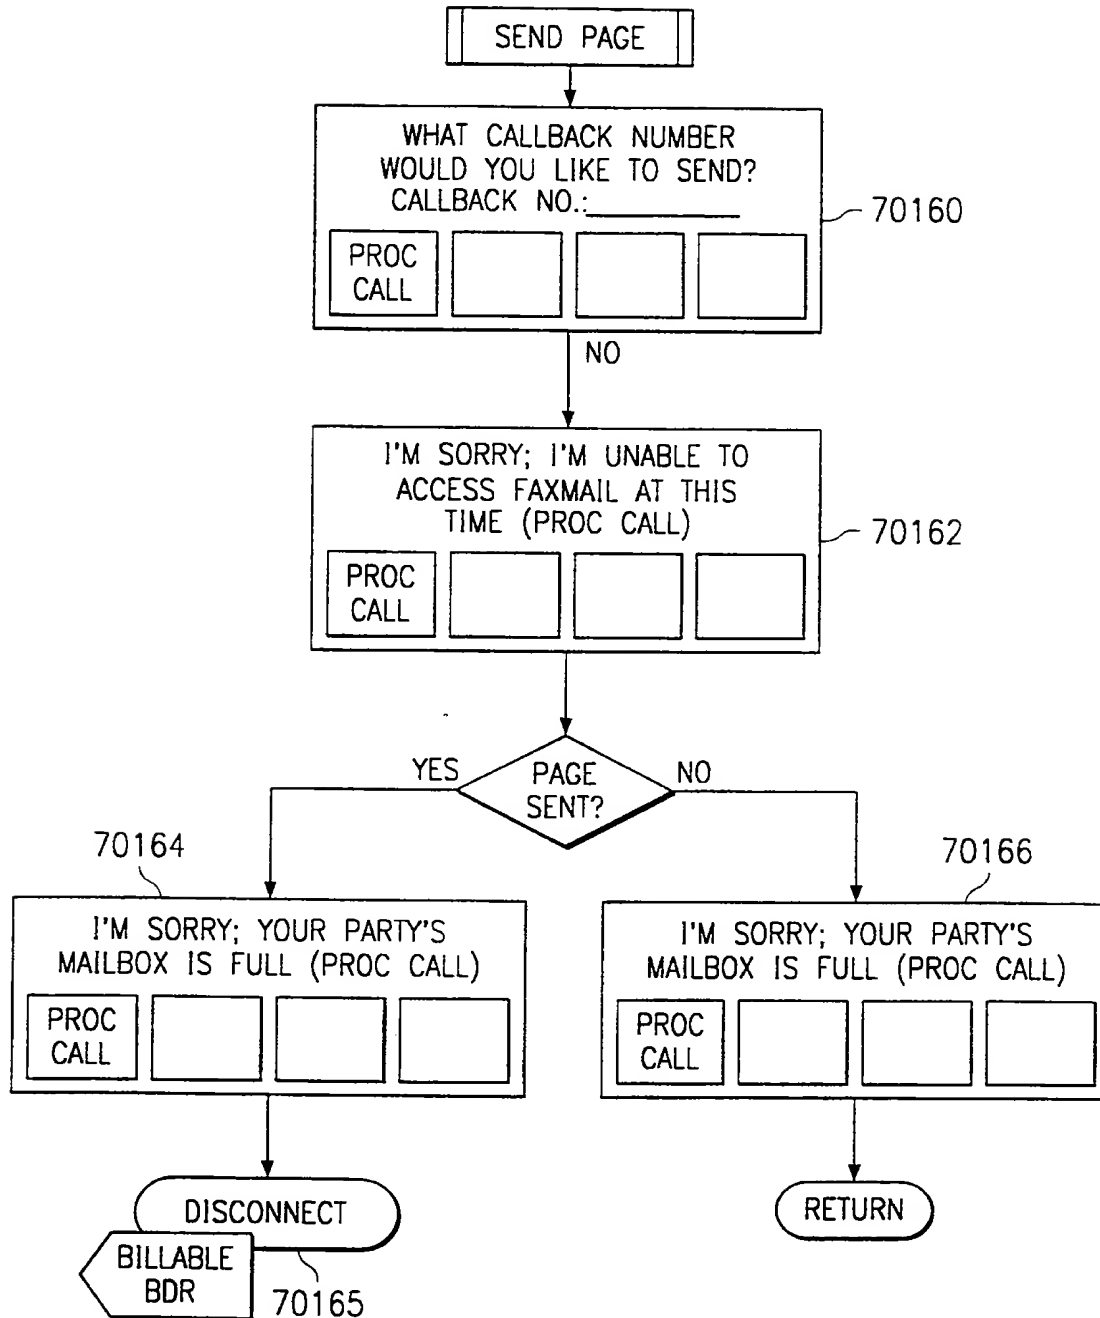 SEND PAGE
WHAT CALLBACK NUMBER
WOULD YOU LIKE TO SEND?
CALLBACK NO.:
70160
PROC
CALL
NO
I'M SORRY; I'M UNABLE TO
ACCESS FAXMAIL AT THIS
TIME (PROC CALL)
70162
PROC
CALL
YES
PAGE
SENT?
NO
70164
I'M SORRY; YOUR PARTY'S
MAILBOX IS FULL (PROC CALL)
PROC
CALL
70166
I'M SORRY; YOUR PARTY'S
MAILBOX IS FULL (PROC CALL)
PROC
CALL
DISCONNECT
BILLABLE
BDR
70165
RETURN